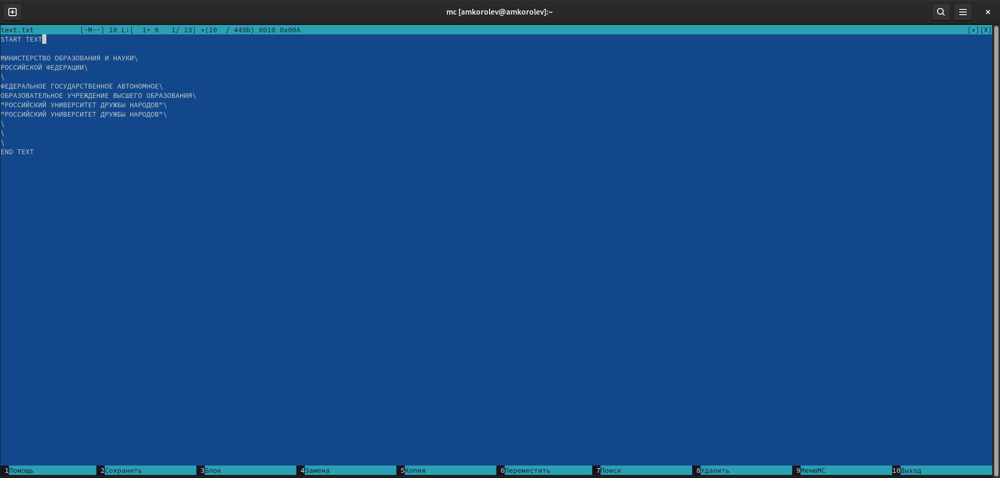 mc [amkorolev@amkorolev]:~
text.txt [-M--] 10 L:[ 1+ 0 1/ 13] *(10 / 449b) 0010 0x00A [*][X]
START TEXT
МИНИСТЕРСТВО ОБРАЗОВАНИЯ И НАУКИ\
РОССИЙСКОЙ ФЕДЕРАЦИИ\
\
ФЕДЕРАЛЬНОЕ ГОСУДАРСТВЕННОЕ АВТОНОМНОЕ\
ОБРАЗОВАТЕЛЬНОЕ УЧРЕЖДЕНИЕ ВЫСШЕГО ОБРАЗОВАНИЯ\
"РОССИЙСКИЙ УНИВЕРСИТЕТ ДРУЖБЫ НАРОДОВ"\
"РОССИЙСКИЙ УНИВЕРСИТЕТ ДРУЖБЫ НАРОДОВ"\
\
\
\
END TEXT
1Помощь 2Сохранить 3Блок 4Замена 5Копия 6Переместить 7Поиск 8Удалить 9МенюMC 10Выход